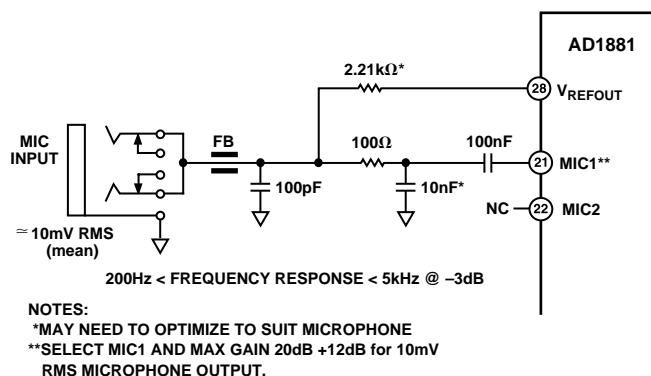 AD1881
2.21kΩ*
28 VREFOUT
MIC
INPUT
FB
100Ω
100nF
21 MIC1**
100pF
10nF*
NC 22 MIC2
≃ 10mV RMS
(mean)
200Hz < FREQUENCY RESPONSE < 5kHz @ –3dB
NOTES:
*MAY NEED TO OPTIMIZE TO SUIT MICROPHONE
**SELECT MIC1 AND MAX GAIN 20dB +12dB for 10mV
RMS MICROPHONE OUTPUT.